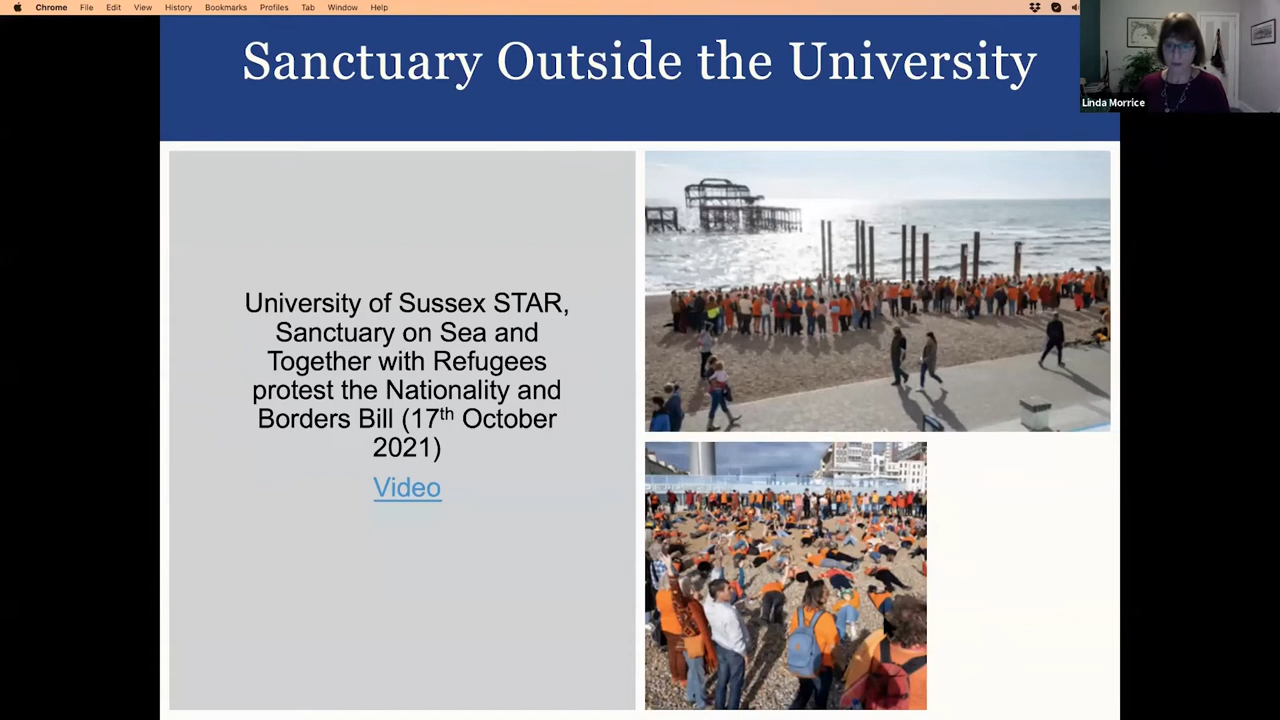 Chrome File Edit View History Bookmarks Profiles Tab Window Help
Sanctuary Outside the University
Linda Morrice
University of Sussex STAR,
Sanctuary on Sea and
Together with Refugees
protest the Nationality and
Borders Bill (17th October
2021)
Video